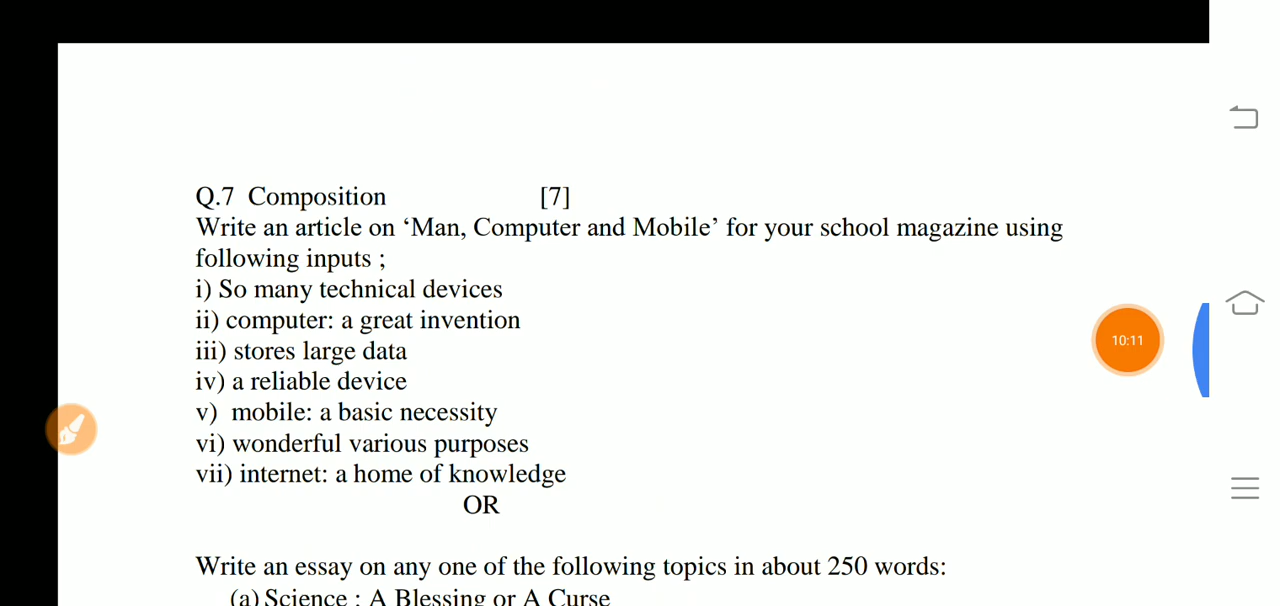 Q.7 Composition [7]
Write an article on ‘Man, Computer and Mobile’ for your school magazine using
following inputs ;
i) So many technical devices
ii) computer: a great invention
iii) stores large data
iv) a reliable device
v) mobile: a basic necessity
vi) wonderful various purposes
vii) internet: a home of knowledge
OR
Write an essay on any one of the following topics in about 250 words:
(a) Science : A Blessing or A Curse
10:11